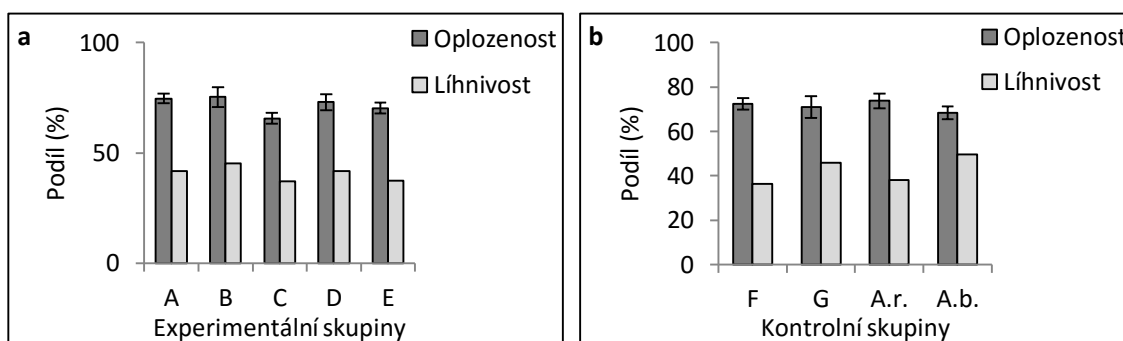 a
100
50
0
Podíl (%)
Oplozenost
Líhnivost
A B C D E
Experimentální skupiny
b
100
80
60
40
20
0
Podíl (%)
Oplozenost
Líhnivost
F G A.r. A.b.
Kontrolní skupiny